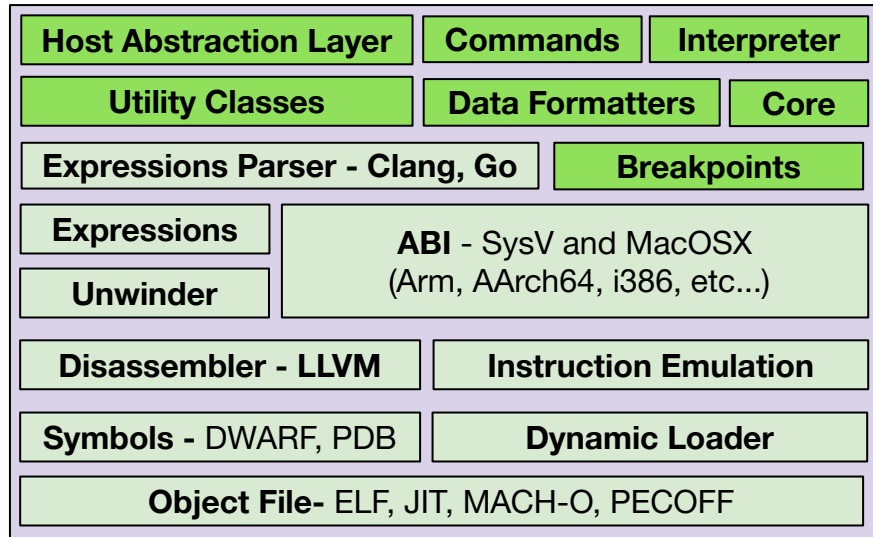 Host Abstraction Layer
Commands
Interpreter
Utility Classes
Data Formatters
Core
Expressions Parser - Clang, Go
Breakpoints
Expressions
ABI - SysV and MacOSX
(Arm, AArch64, i386, etc...)
Unwinder
Disassembler - LLVM
Instruction Emulation
Symbols - DWARF, PDB
Dynamic Loader
Object File- ELF, JIT, MACH-O, PECOFF